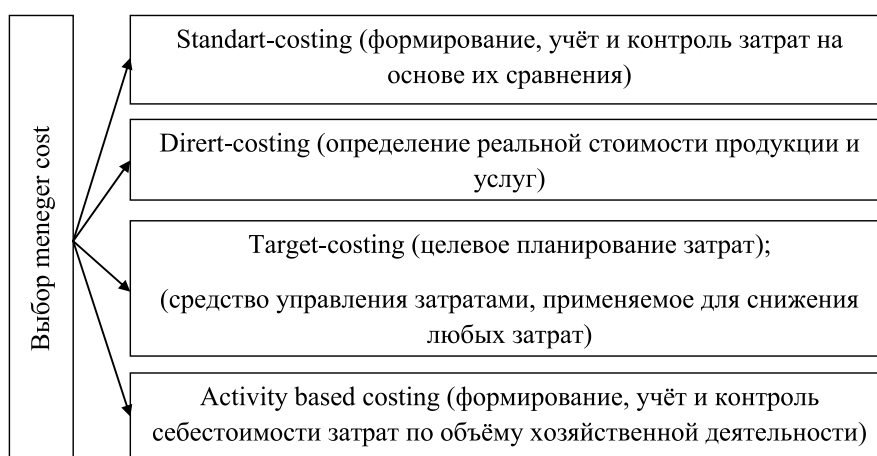 Выбор meneger cost
Standart-costing (формирование, учёт и контроль затрат на
основе их сравнения)
Dirert-costing (определение реальной стоимости продукции и
услуг)
Target-costing (целевое планирование затрат);
(средство управления затратами, применяемое для снижения
любых затрат)
Activity based costing (формирование, учёт и контроль
себестоимости затрат по объёму хозяйственной деятельности)